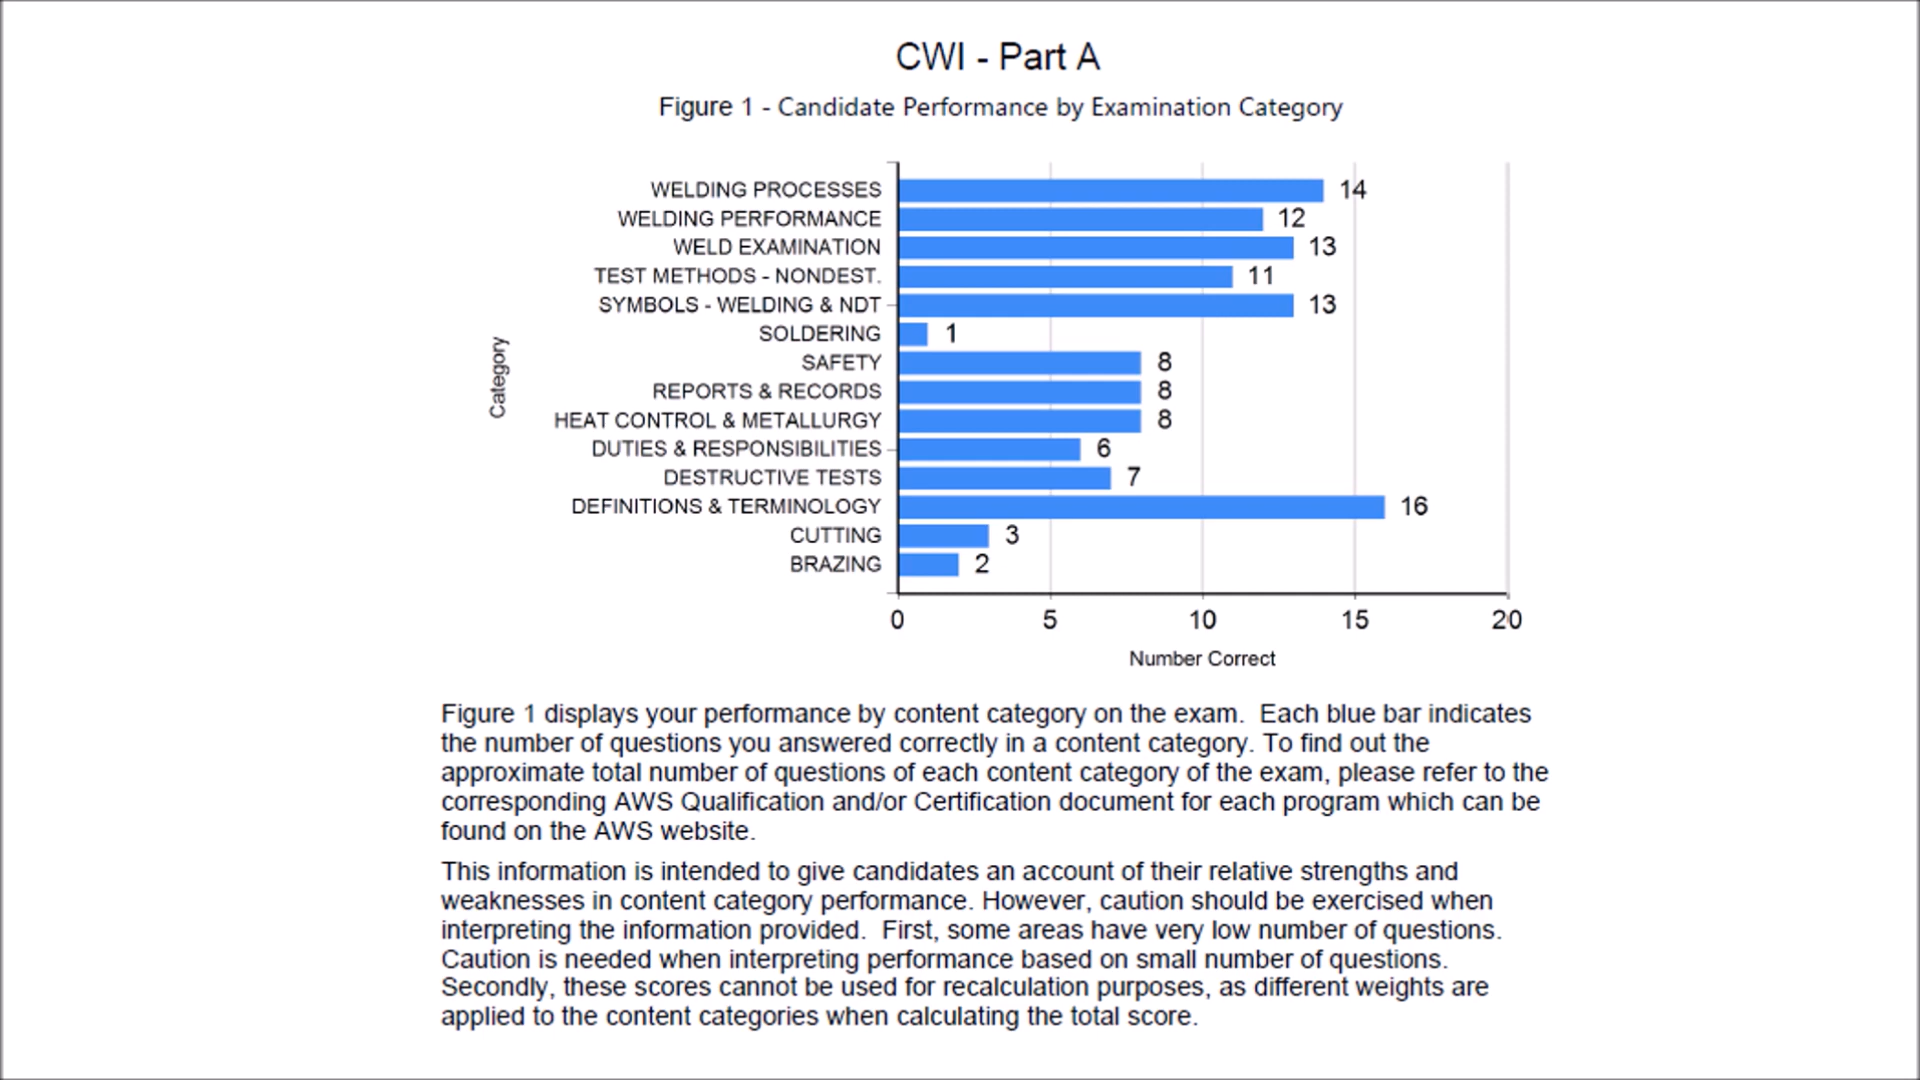 CWI - Part A
Figure 1 - Candidate Performance by Examination Category
WELDING PROCESSES 14
WELDING PERFORMANCE 12
WELD EXAMINATION 13
TEST METHODS - NONDEST. 11
SYMBOLS - WELDING & NDT 13
SOLDERING 1
SAFETY 8
REPORTS & RECORDS 8
HEAT CONTROL & METALLURGY 8
DUTIES & RESPONSIBILITIES 6
DESTRUCTIVE TESTS 7
DEFINITIONS & TERMINOLOGY 16
CUTTING 3
BRAZING 2
Category
0 5 10 15 20
Number Correct
Figure 1 displays your performance by content category on the exam.  Each blue bar indicates
the number of questions you answered correctly in a content category. To find out the
approximate total number of questions of each content category of the exam, please refer to the
corresponding AWS Qualification and/or Certification document for each program which can be
found on the AWS website.
This information is intended to give candidates an account of their relative strengths and
weaknesses in content category performance. However, caution should be exercised when
interpreting the information provided.  First, some areas have very low number of questions.
Caution is needed when interpreting performance based on small number of questions.
Secondly, these scores cannot be used for recalculation purposes, as different weights are
applied to the content categories when calculating the total score.